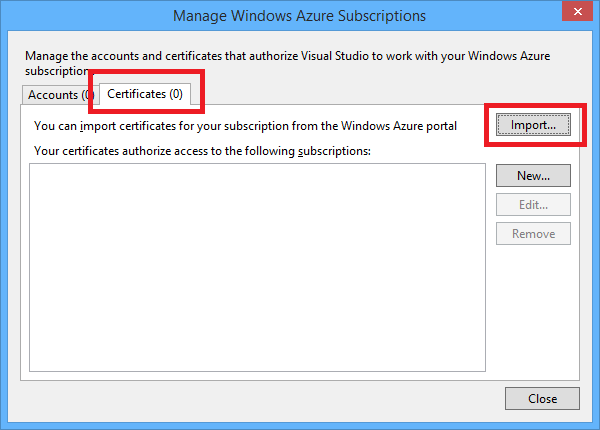 Manage Windows Azure Subscriptions
Manage the accounts and certificates that authorize Visual Studio to work with your Windows Azure
subscription
Accounts (0
Certificates (0)
You can import certificates for your subscription from the Windows Azure portal
Import...
Your certificates authorize access to the following subscriptions:
New...
Edit...
Remove
Close